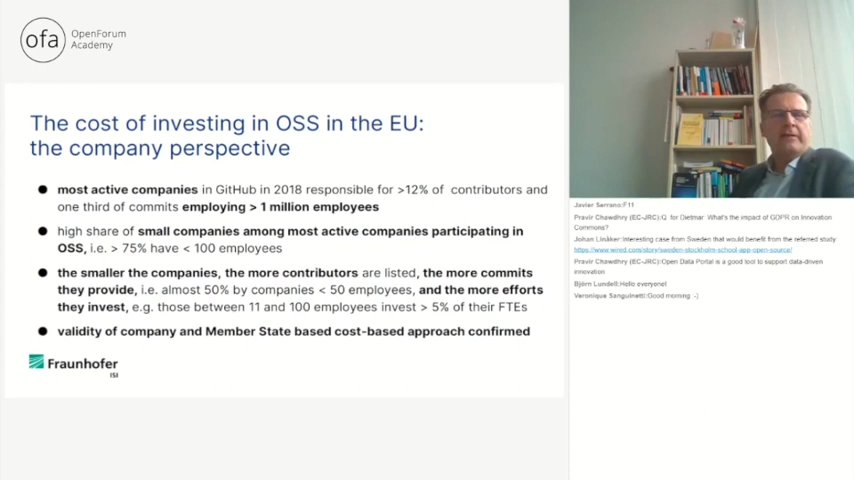 ofa
OpenForum
Academy
The cost of investing in OSS in the EU:
the company perspective
● most active companies in GitHub in 2018 responsible for >12% of contributors and
one third of commits employing > 1 million employees
● high share of small companies among most active companies participating in
OSS, i.e. > 75% have < 100 employees
● the smaller the companies, the more contributors are listed, the more commits
they provide, i.e. almost 50% by companies < 50 employees, and the more efforts
they invest, e.g. those between 11 and 100 employees invest > 5% of their FTEs
● validity of company and Member State based cost-based approach confirmed
Fraunhofer
ISI
Javier Serrano:F11
Pravir Chawdhry (EC-JRC):Q for Dietmar What's the impact of GDPR on Innovation
Commons?
Johan Linåker:Interesting case from Sweden that would benefit from the referred study:
https://www.wired.com/story/sweden-stockholm-school-app-open-source/
Pravir Chawdhry (EC-JRC):Open Data Portal is a good tool to support data-driven
innovation
Björn Lundell:Hello everyone!
Veronique Sanguinetti:Good morning :-)